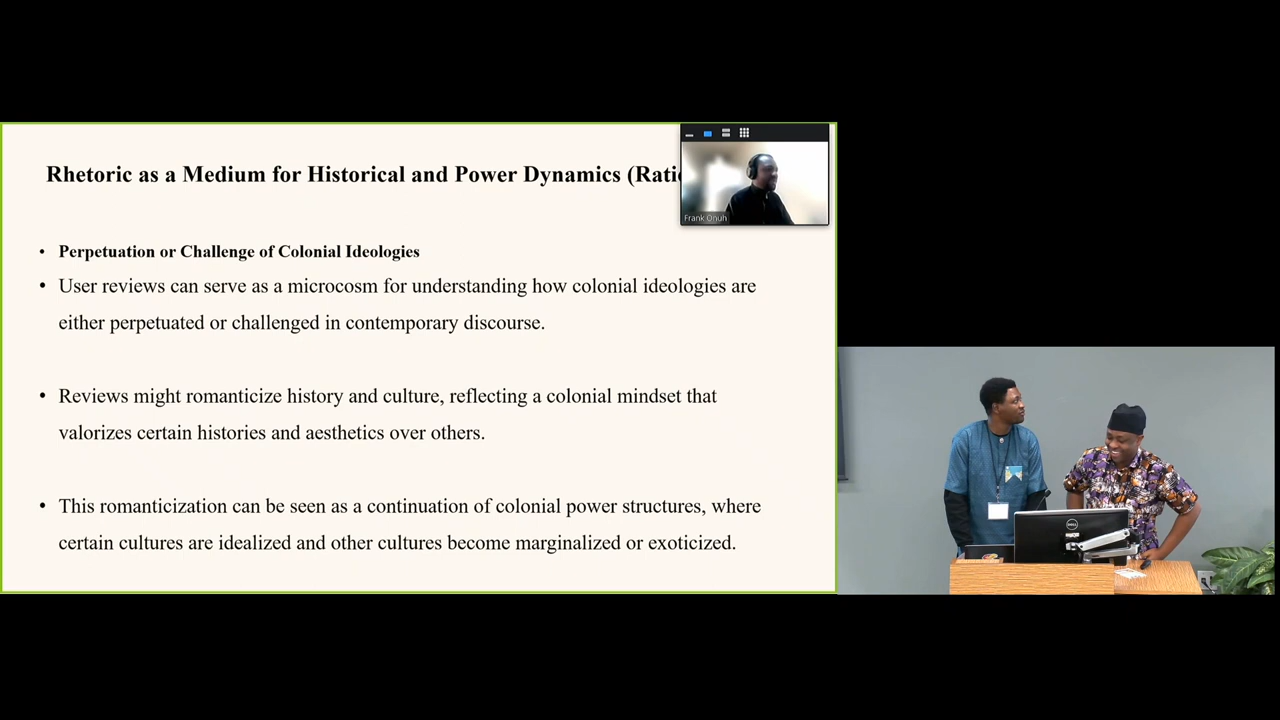 Rhetoric as a Medium for Historical and Power Dynamics (Ratio
Frank Onuh
• Perpetuation or Challenge of Colonial Ideologies
• User reviews can serve as a microcosm for understanding how colonial ideologies are
either perpetuated or challenged in contemporary discourse.
• Reviews might romanticize history and culture, reflecting a colonial mindset that
valorizes certain histories and aesthetics over others.
• This romanticization can be seen as a continuation of colonial power structures, where
certain cultures are idealized and other cultures become marginalized or exoticized.
DELL